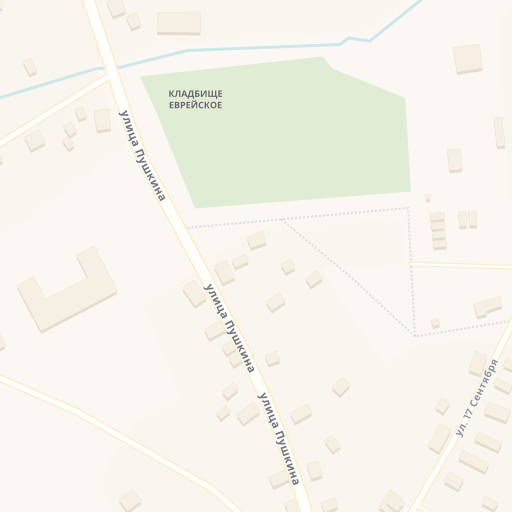 КЛАДБИЩЕ
ЕВРЕЙСКОЕ
улица Пушкина
улица Пушкина
улица Пушкина
ул. 17 Сентября